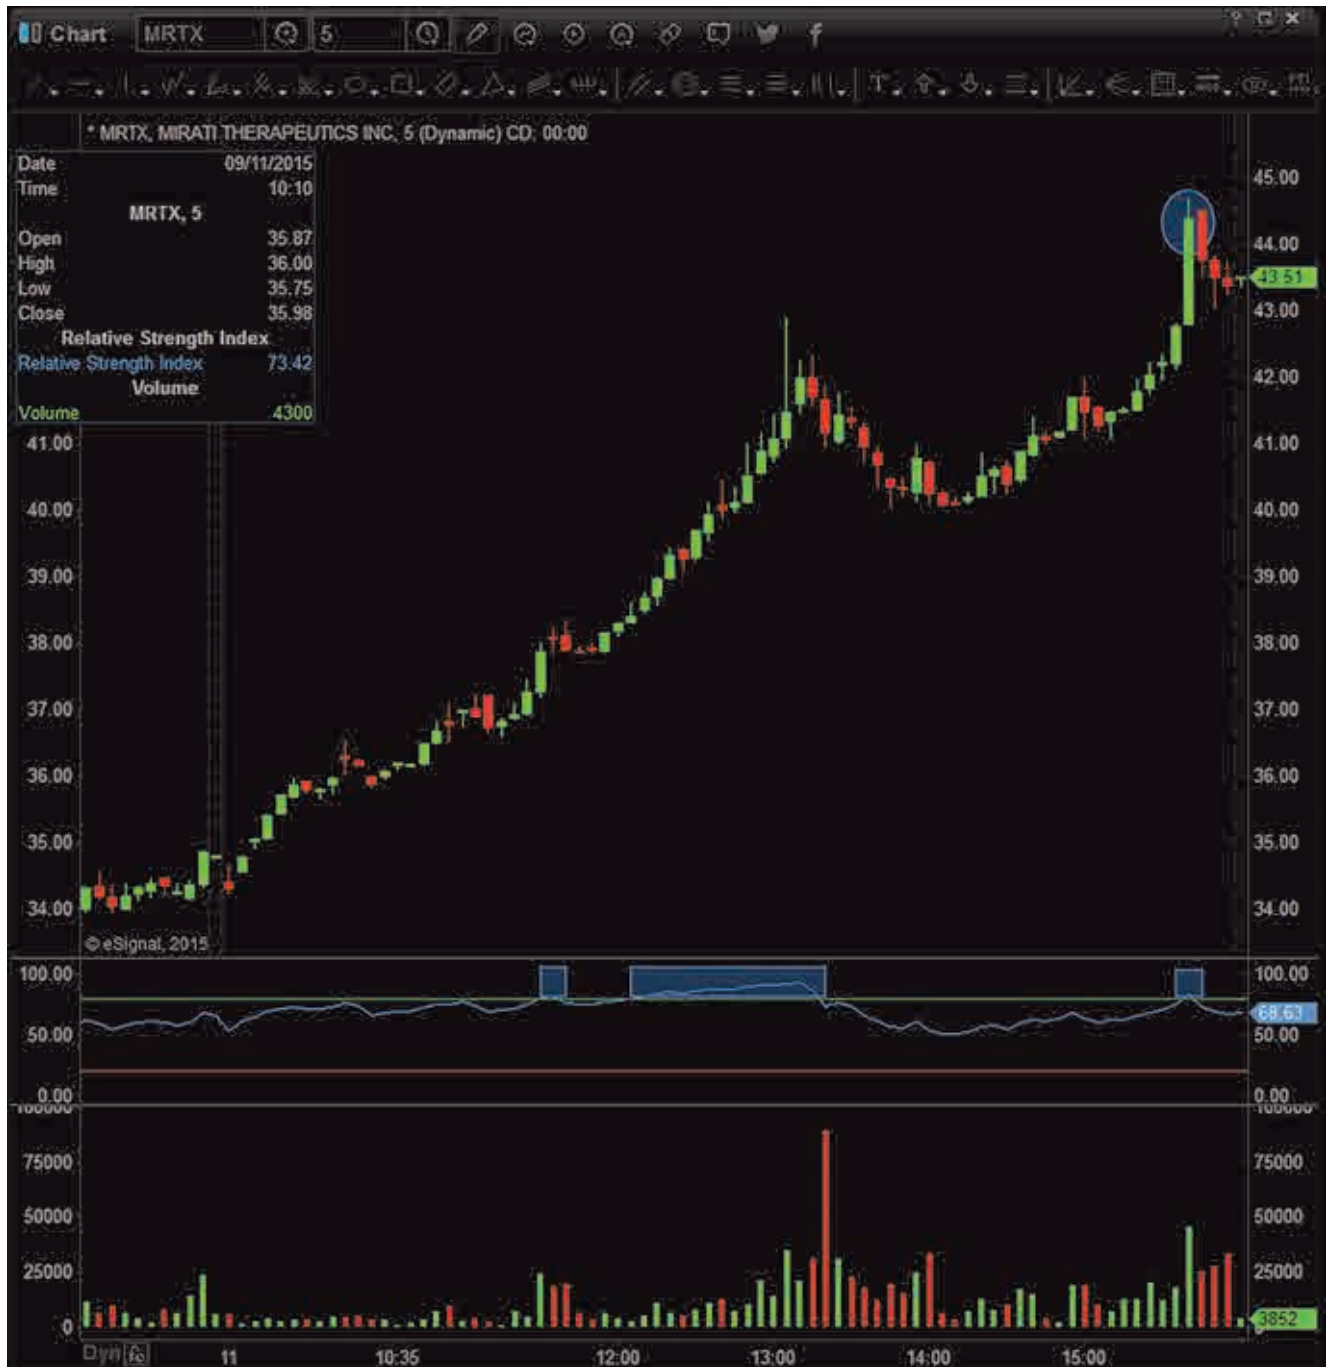 Chart MRTX 5
* MRTX, MIRATI THERAPEUTICS INC, 5 (Dynamic) CD: 00:00
Date 09/11/2015
Time 10:10
MRTX, 5
Open 35.87
High 36.00
Low 35.75
Close 35.98
Relative Strength Index
Relative Strength Index 73.42
Volume
Volume 4300
45.00
44.00
43.51
43.00
42.00
41.00 41.00
40.00 40.00
39.00 39.00
38.00 38.00
37.00 37.00
36.00 36.00
35.00 35.00
34.00 34.00
© eSignal, 2015
100.00 100.00
68.63
50.00 50.00
0.00 0.00
100000 100000
75000 75000
50000 50000
25000 25000
3852
0
Dyn 11 10:35 12:00 13:00 14:00 15:00